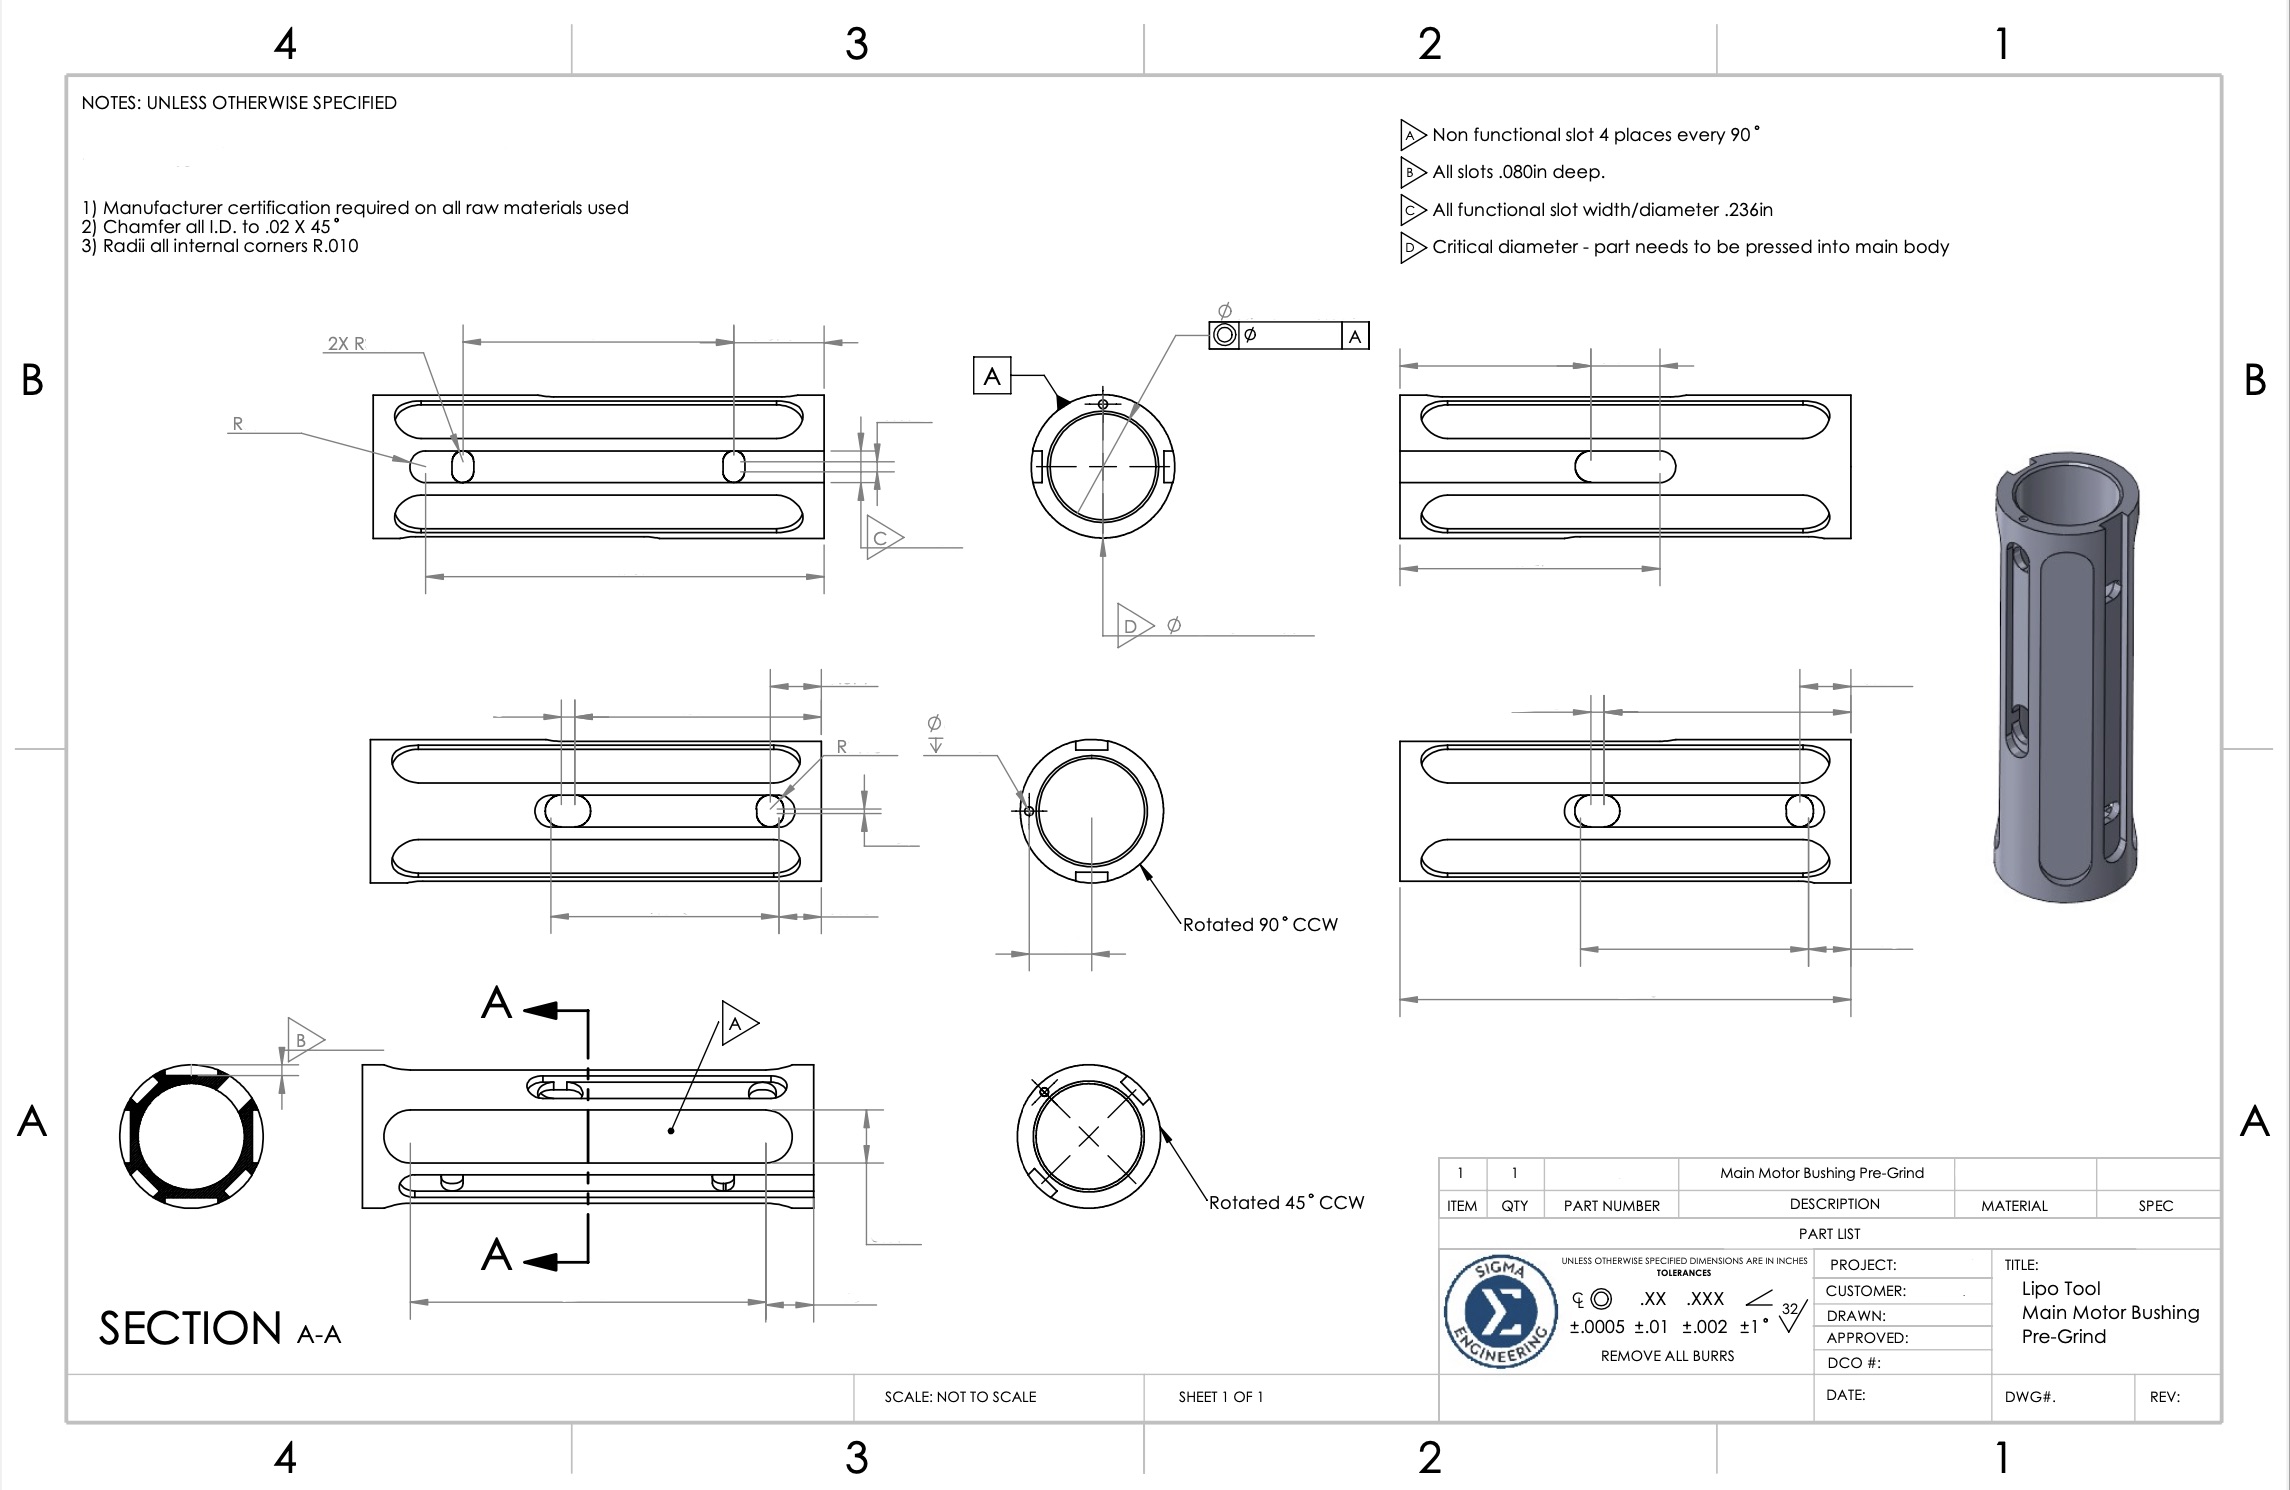 4 3 2 1
NOTES: UNLESS OTHERWISE SPECIFIED
1) Manufacturer certification required on all raw materials used
2) Chamfer all I.D. to .02 X 45°
3) Radii all internal corners R.010
A Non functional slot 4 places every 90°
B All slots .080in deep.
C All functional slot width/diameter .236in
D Critical diameter - part needs to be pressed into main body
B
B
2X R
R
C
A
⌀
◎ ⌀ A
D ⌀
R
⌀
↧
Rotated 90° CCW
A
A
A
B
Rotated 45° CCW
SECTION A-A
A
A
1 1 Main Motor Bushing Pre-Grind
ITEM QTY PART NUMBER DESCRIPTION MATERIAL SPEC
PART LIST
SIGMA
Σ
ENGINEERING
UNLESS OTHERWISE SPECIFIED DIMENSIONS ARE IN INCHES
TOLERANCES
℄ ◎ .XX .XXX ∠ 32/
±.0005 ±.01 ±.002 ±1°
REMOVE ALL BURRS
PROJECT:
CUSTOMER:
DRAWN:
APPROVED:
DCO #:
DATE:
TITLE:
Lipo Tool
Main Motor Bushing
Pre-Grind
DWG#.
REV:
SCALE: NOT TO SCALE
SHEET 1 OF 1
4 3 2 1